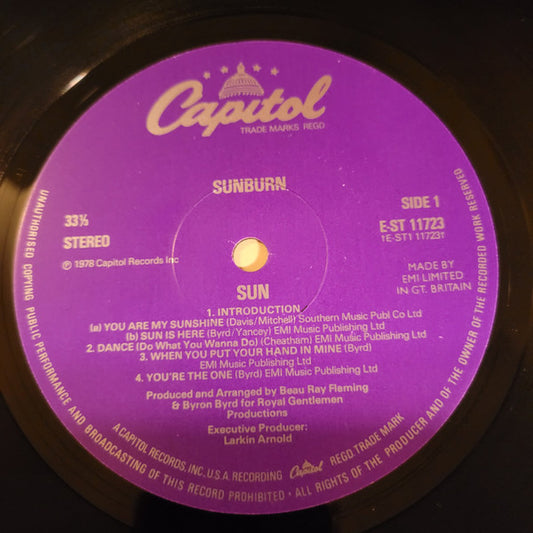 Capitol
TRADE MARKS REGD
SUNBURN
33⅓
STEREO
SIDE 1
E-ST 11723
†E-ST1 11723†
℗ 1978 Capitol Records Inc
MADE BY
EMI LIMITED
IN GT. BRITAIN
SUN
1. INTRODUCTION
(a) YOU ARE MY SUNSHINE (Davis/Mitchell) Southern Music Publ Co Ltd
(b) SUN IS HERE (Byrd/Yancey) EMI Music Publishing Ltd
2. DANCE (Do What You Wanna Do) (Cheatham) EMI Music Publishing Ltd
3. WHEN YOU PUT YOUR HAND IN MINE (Byrd)
EMI Music Publishing Ltd
4. YOU'RE THE ONE (Byrd) EMI Music Publishing Ltd
Produced and Arranged by Beau Ray Fleming
& Byron Byrd for Royal Gentlemen
Productions
Executive Producer:
Larkin Arnold
A CAPITOL RECORDS, INC. U.S.A. RECORDING Capitol REGD. TRADE MARK
UNAUTHORISED COPYING PUBLIC PERFORMANCE AND BROADCASTING OF THIS RECORD PROHIBITED • ALL RIGHTS OF THE PRODUCER AND OF THE OWNER OF THE RECORDED WORK RESERVED